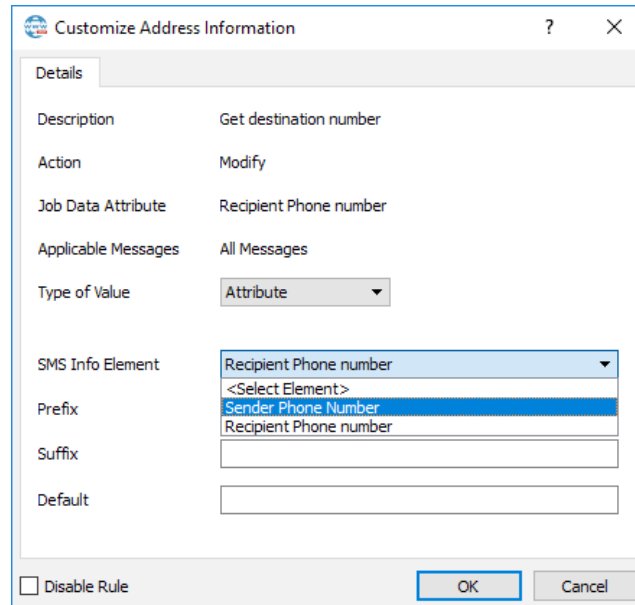 Customize Address Information ?
Details
Description Get destination number
Action Modify
Job Data Attribute Recipient Phone number
Applicable Messages All Messages
Type of Value Attribute
SMS Info Element Recipient Phone number
<Select Element>
Prefix Sender Phone Number
Recipient Phone number
Suffix
Default
Disable Rule OK Cancel